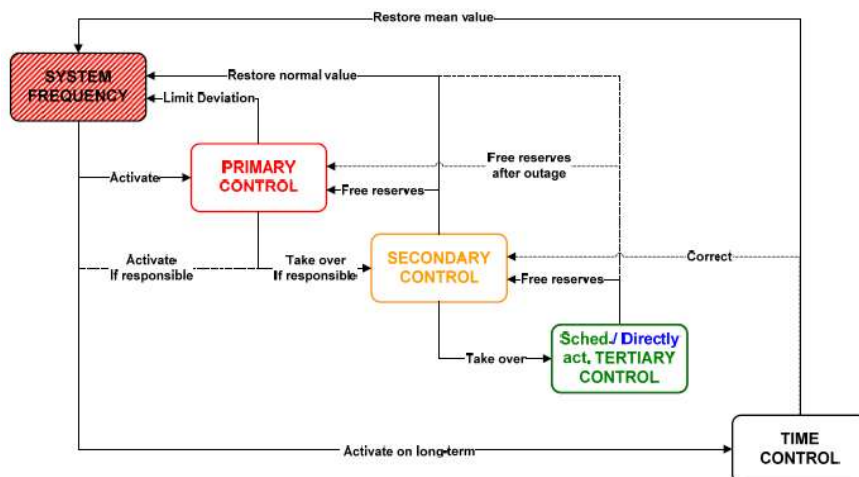 Restore mean value
SYSTEM
FREQUENCY
Restore normal value
Limit Deviation
PRIMARY
CONTROL
Free reserves
after outage
Activate
Free reserves
Activate
If responsible
Take over
If responsible
SECONDARY
CONTROL
Correct
Free reserves
Sched./ Directly
act. TERTIARY
CONTROL
Take over
Activate on long-term
TIME
CONTROL